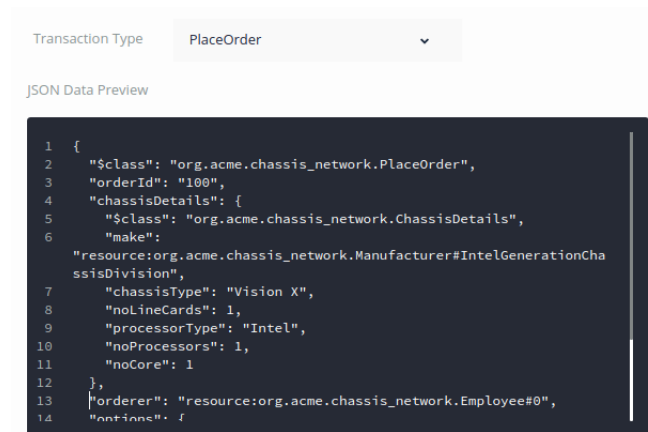 Transaction Type PlaceOrder
JSON Data Preview
1 {
2 "$class": "org.acme.chassis_network.PlaceOrder",
3 "orderId": "100",
4 "chassisDetails": {
5 "$class": "org.acme.chassis_network.ChassisDetails",
6 "make":
"resource:org.acme.chassis_network.Manufacturer#IntelGenerationCha
ssisDivision",
7 "chassisType": "Vision X",
8 "noLineCards": 1,
9 "processorType": "Intel",
10 "noProcessors": 1,
11 "noCore": 1
12 },
13 "orderer": "resource:org.acme.chassis_network.Employee#0",
14 "options": {